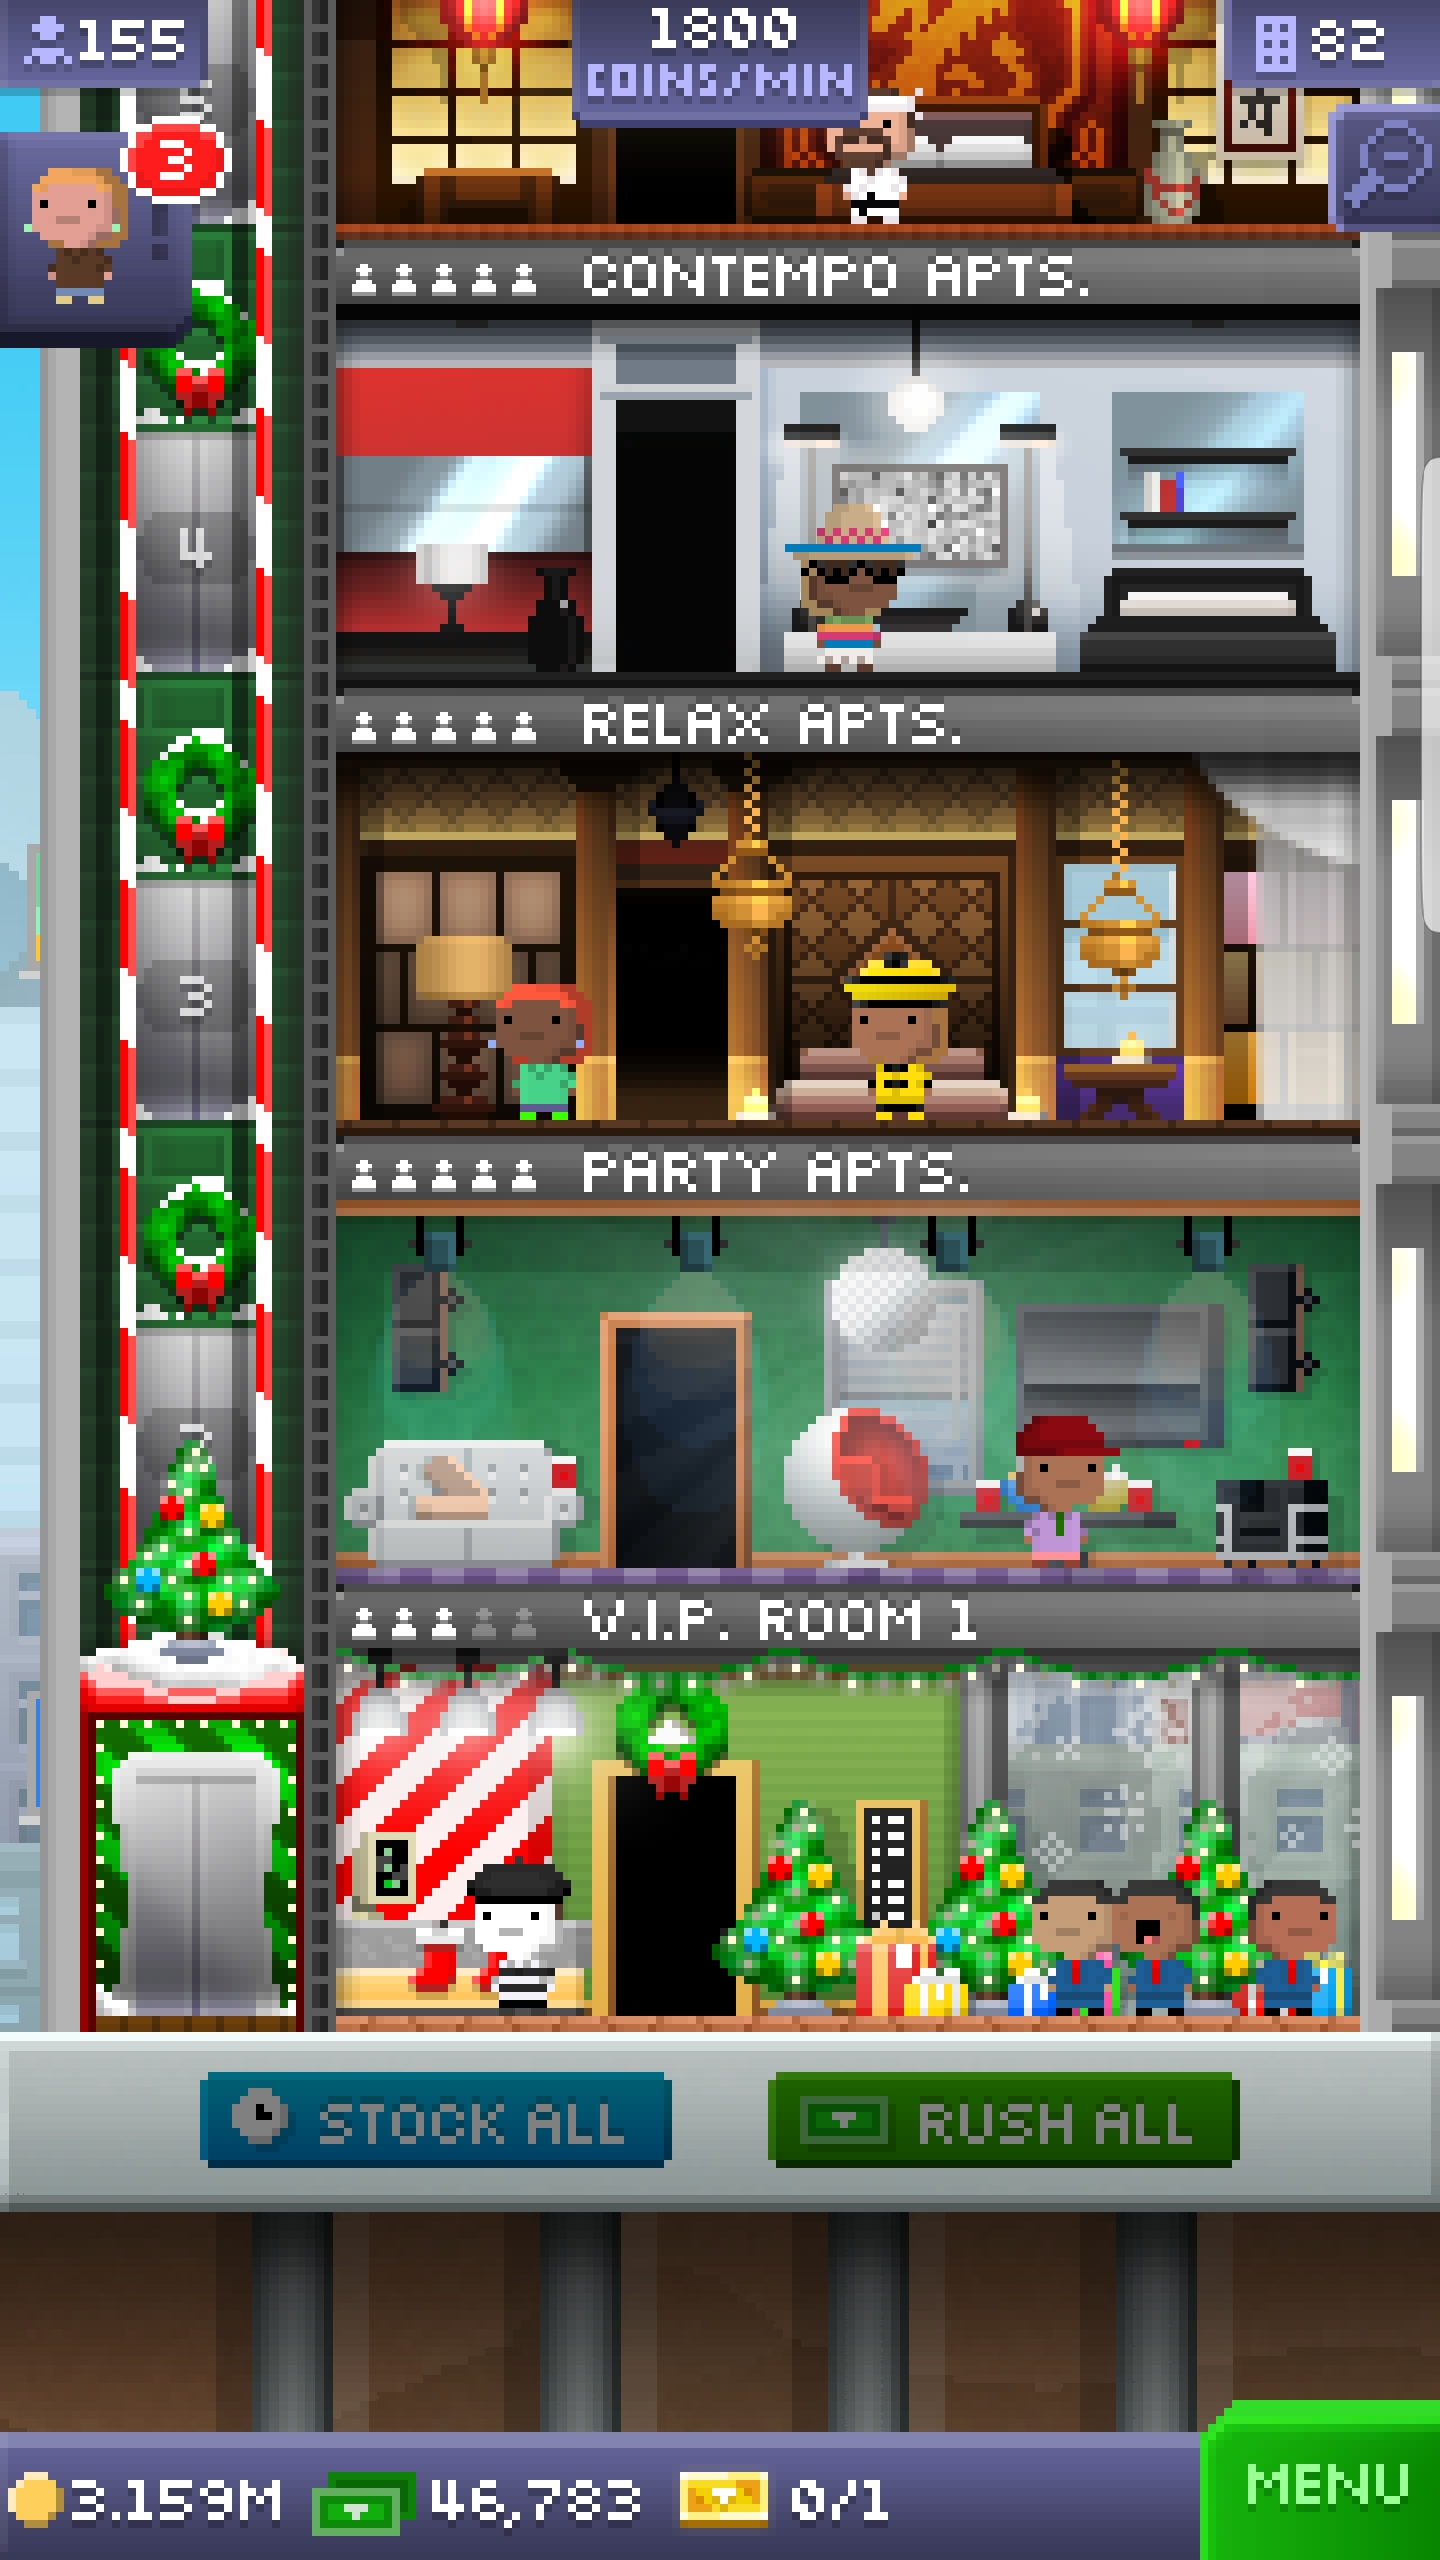 155
1800
COINS/MIN
82
5
3
CONTEMPO APTS.
4
RELAX APTS.
3
PARTY APTS.
V.I.P. ROOM 1
STOCK ALL
RUSH ALL
3.159M
46,783
0/1
MENU